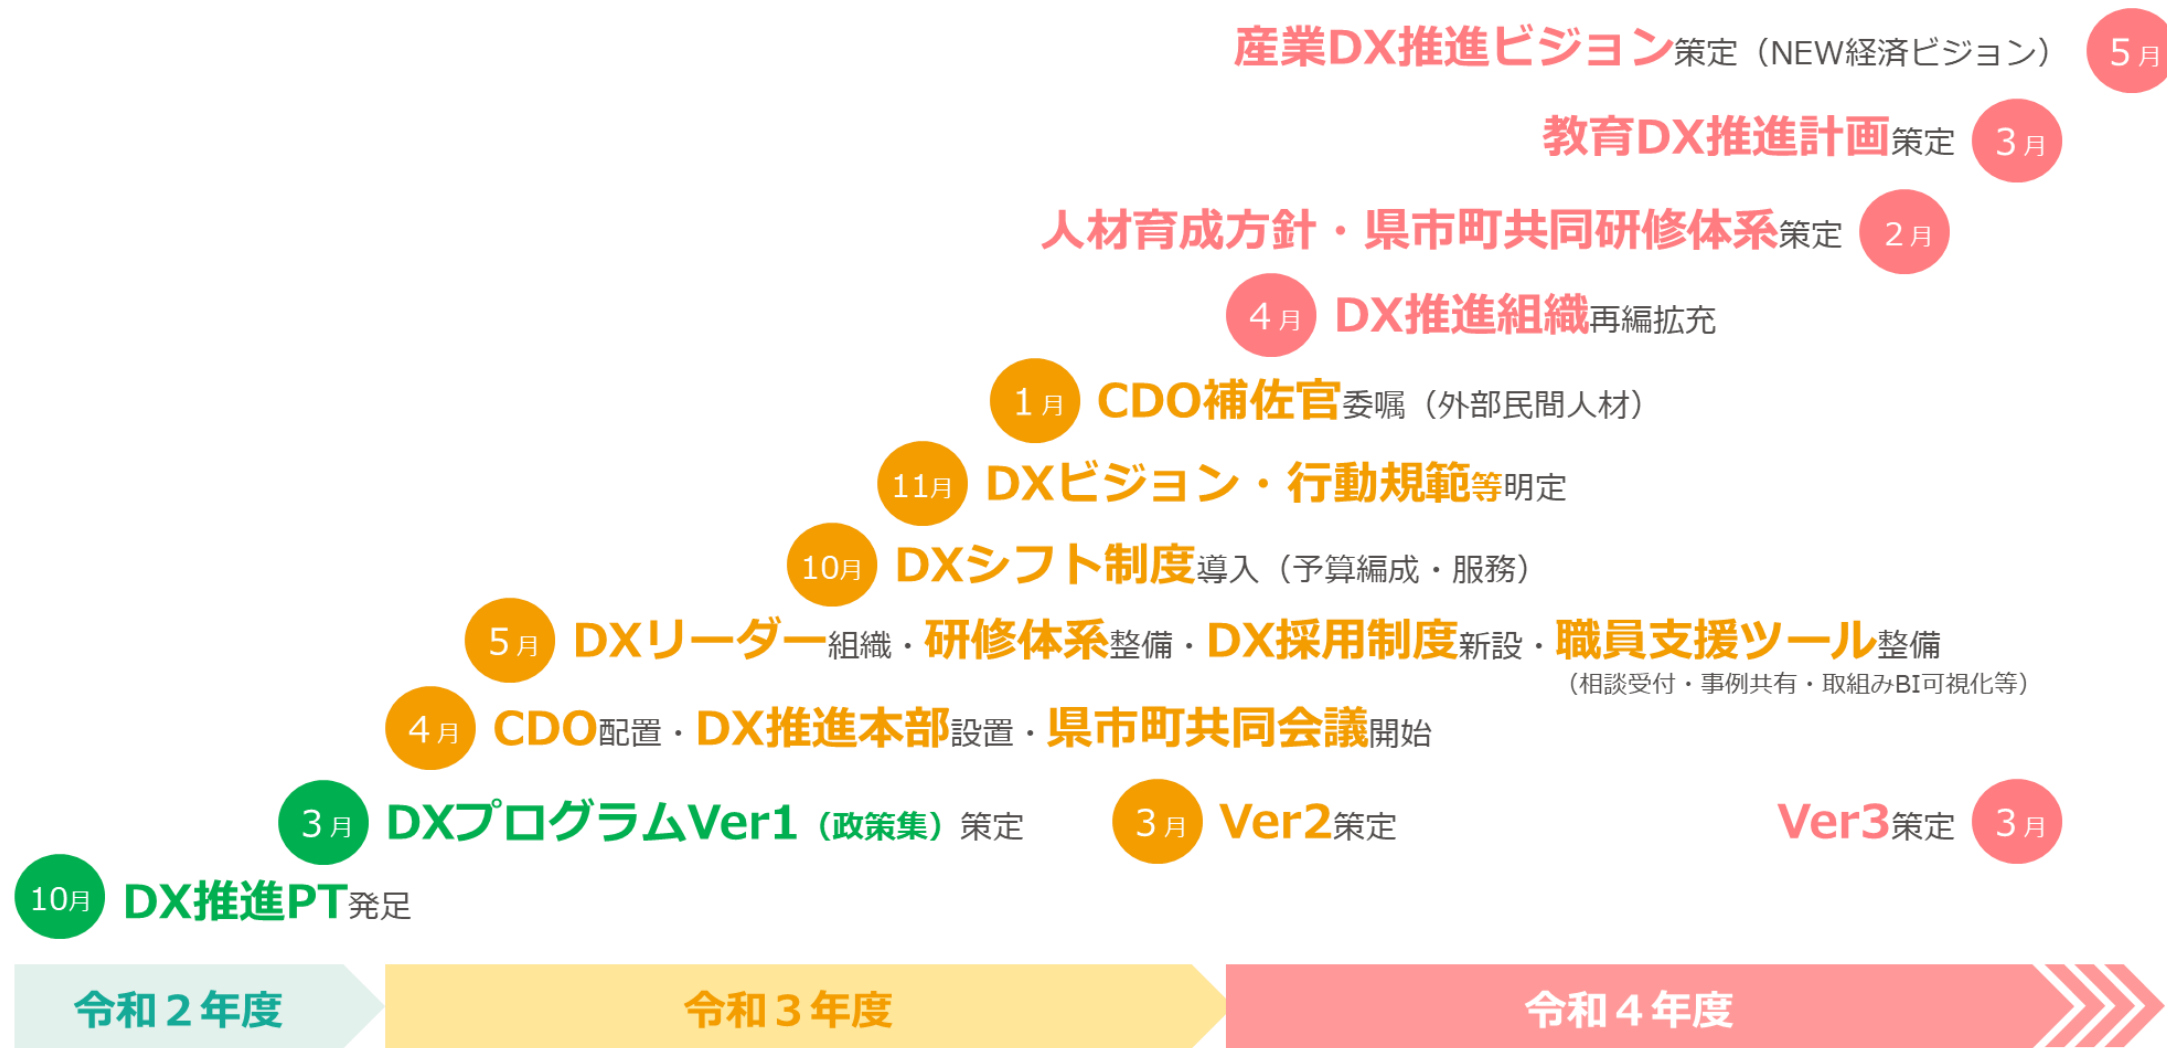 産業DX推進ビジョン策定（NEW経済ビジョン） 5月
教育DX推進計画策定 3月
人材育成方針・県市町共同研修体系策定 2月
4月 DX推進組織再編拡充
1月 CDO補佐官委嘱（外部民間人材）
11月 DXビジョン・行動規範等明定
10月 DXシフト制度導入（予算編成・服務）
5月 DXリーダー組織・研修体系整備・DX採用制度新設・職員支援ツール整備
（相談受付・事例共有・取組みBI可視化等）
4月 CDO配置・DX推進本部設置・県市町共同会議開始
3月 DXプログラムVer1（政策集）策定 3月 Ver2策定 Ver3策定 3月
10月 DX推進PT発足
令和２年度 令和３年度 令和４年度